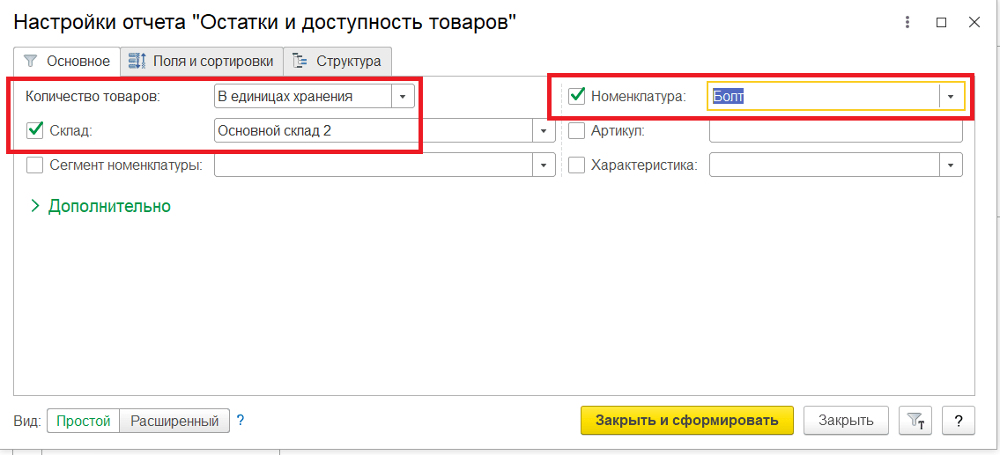 Настройки отчета "Остатки и доступность товаров"
Основное Поля и сортировки Структура
Количество товаров: В единицах хранения Номенклатура: Болт
Склад: Основной склад 2 Артикул:
Сегмент номенклатуры: Характеристика:
Дополнительно
Вид: Простой Расширенный ? Закрыть и сформировать Закрыть ?